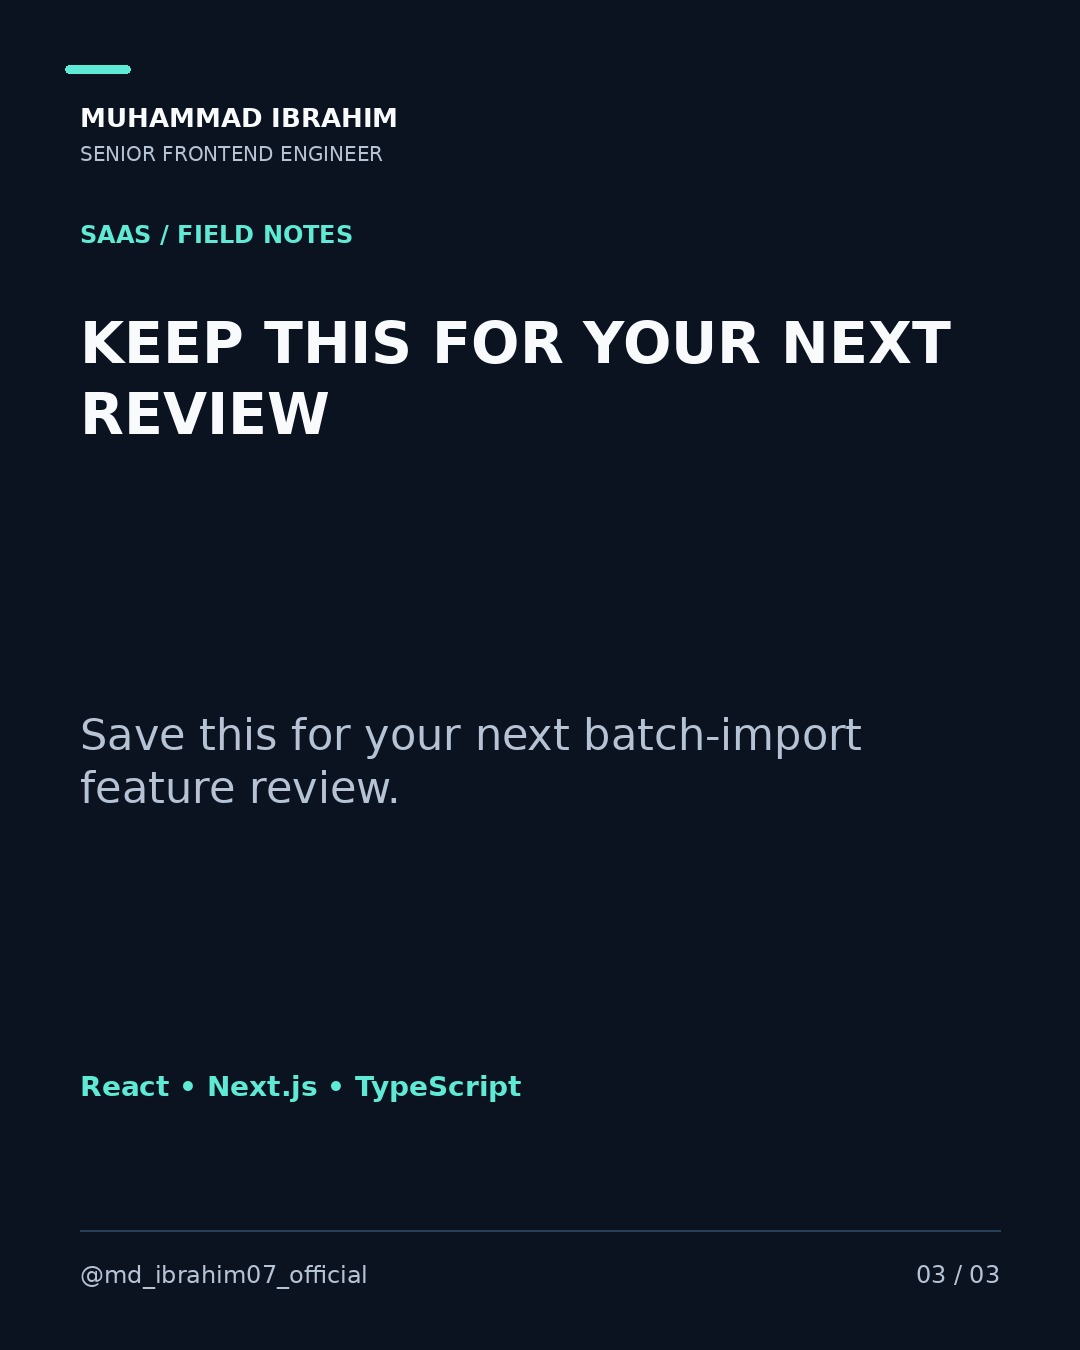 MUHAMMAD IBRAHIM
SENIOR FRONTEND ENGINEER
SAAS / FIELD NOTES
KEEP THIS FOR YOUR NEXT
REVIEW
Save this for your next batch-import
feature review.
React • Next.js • TypeScript
@md_ibrahim07_official
03 / 03